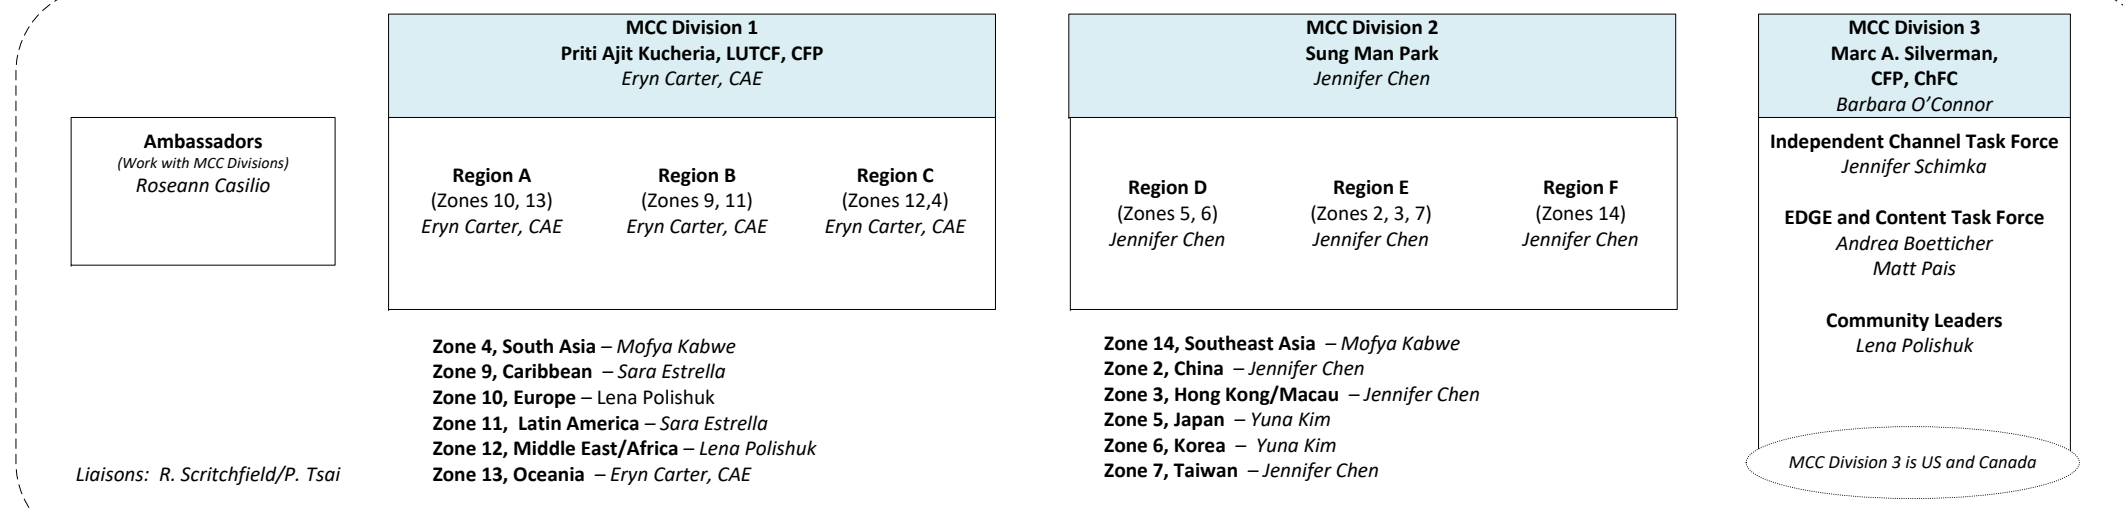 MCC Division 1
Priti Ajit Kucheria, LUTCF, CFP
Eryn Carter, CAE
MCC Division 2
Sung Man Park
Jennifer Chen
MCC Division 3
Marc A. Silverman,
CFP, ChFC
Barbara O’Connor
Ambassadors
(Work with MCC Divisions)
Roseann Casilio
Region A
(Zones 10, 13)
Eryn Carter, CAE
Region B
(Zones 9, 11)
Eryn Carter, CAE
Region C
(Zones 12,4)
Eryn Carter, CAE
Region D
(Zones 5, 6)
Jennifer Chen
Region E
(Zones 2, 3, 7)
Jennifer Chen
Region F
(Zones 14)
Jennifer Chen
Independent Channel Task Force
Jennifer Schimka
EDGE and Content Task Force
Andrea Boetticher
Matt Pais
Community Leaders
Lena Polishuk
Zone 4, South Asia – Mofya Kabwe
Zone 9, Caribbean – Sara Estrella
Zone 10, Europe – Lena Polishuk
Zone 11, Latin America – Sara Estrella
Zone 12, Middle East/Africa – Lena Polishuk
Zone 13, Oceania – Eryn Carter, CAE
Zone 14, Southeast Asia – Mofya Kabwe
Zone 2, China – Jennifer Chen
Zone 3, Hong Kong/Macau – Jennifer Chen
Zone 5, Japan – Yuna Kim
Zone 6, Korea – Yuna Kim
Zone 7, Taiwan – Jennifer Chen
MCC Division 3 is US and Canada
Liaisons: R. Scritchfield/P. Tsai